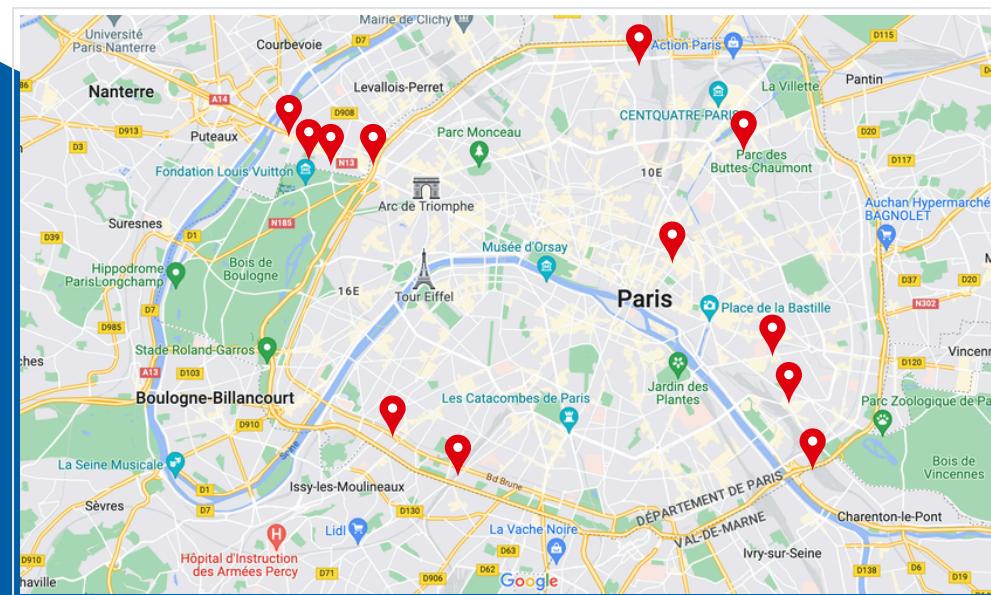 Mairie de Clichy
Université
Paris Nanterre
Courbevoie
D7
D115
Action Paris
Nanterre
A14
Levallois-Perret
La Villette
Pantin
D908
CENTQUATRE-PARIS
D913
Puteaux
Parc Monceau
D20
D3
N13
Parc des
Buttes-Chaumont
D117
Fondation Louis Vuitton
10E
Arc de Triomphe
Auchan Hypermarché
BAGNOLET
Suresnes
N185
D39
D1
Musée d'Orsay
Hippodrome
ParisLongchamp
Bois de
Boulogne
D37
D20
16E
Tour Eiffel
Paris
N302
D7
Place de la Bastille
D985
Stade Roland-Garros
D120
A13
D103
Jardin des
Plantes
Boulogne-Billancourt
Les Catacombes de Paris
D910
La Seine Musicale
Seine
Bd Brune
Bois de
Vincennes
D1
Issy-les-Moulineaux
DÉPARTEMENT DE PARIS
Sèvres
D7
D130
VAL-DE-MARNE
Charenton-le-Pont
Lidl
La Vache Noire
Hôpital d'Instruction
des Armées Percy
D63
Ivry-sur-Seine
D910
D71
D906
D62
Google
D138
D6
D19